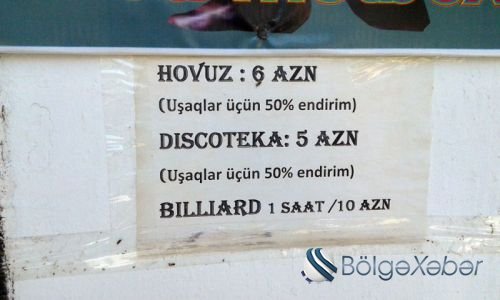 HOVUZ : 6 AZN
(Uşaqlar üçün 50% endirim)
DISCOTEKA: 5 AZN
(Uşaqlar üçün 50% endirim)
BILLIARD 1 SAAT /10 AZN
BölgəXəbər